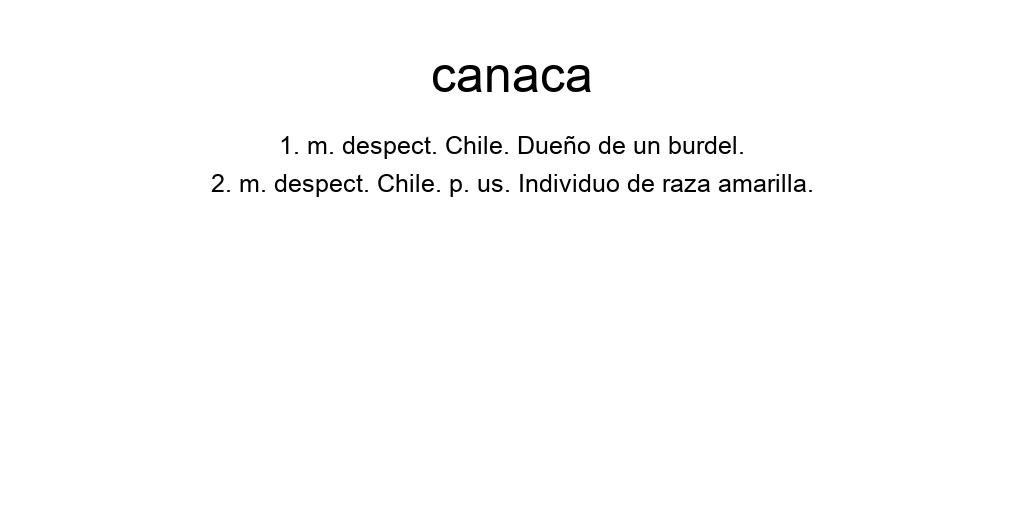 canaca
1. m. despect. Chile. Dueño de un burdel.
2. m. despect. Chile. p. us. Individuo de raza amarilla.